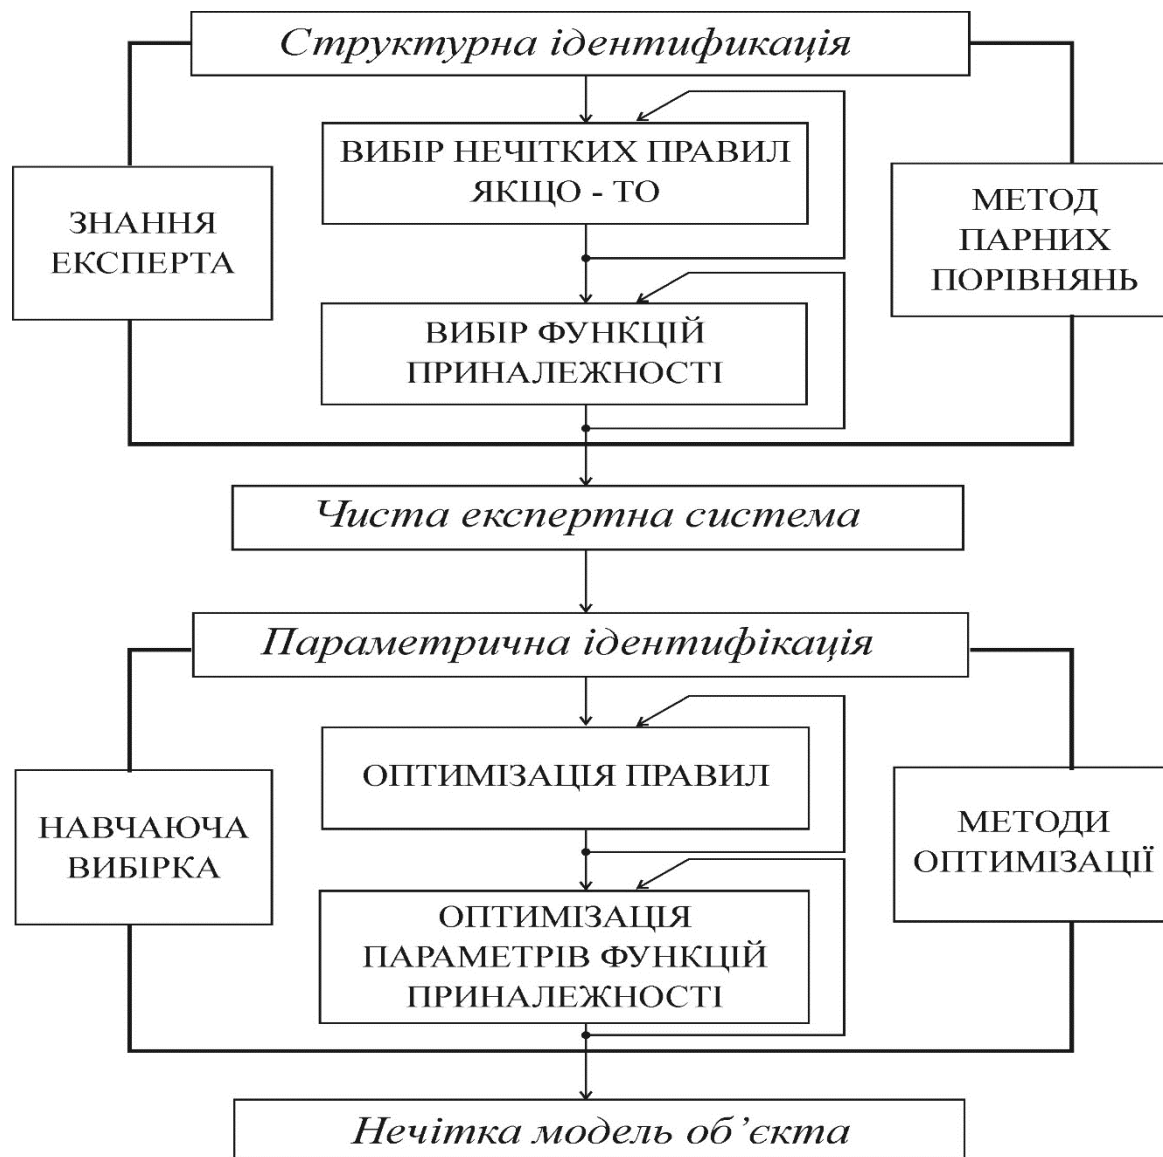 Структурна ідентификація
ВИБІР НЕЧІТКИХ ПРАВИЛ
ЯКЩО - ТО
ЗНАННЯ
ЕКСПЕРТА
МЕТОД
ПАРНИХ
ПОРІВНЯНЬ
ВИБІР ФУНКЦІЙ
ПРИНАЛЕЖНОСТІ
Чиста експертна система
Параметрична ідентифікація
ОПТИМІЗАЦІЯ ПРАВИЛ
НАВЧАЮЧА
ВИБІРКА
МЕТОДИ
ОПТИМІЗАЦІЇ
ОПТИМІЗАЦІЯ
ПАРАМЕТРІВ ФУНКЦІЙ
ПРИНАЛЕЖНОСТІ
Нечітка модель об’єкта